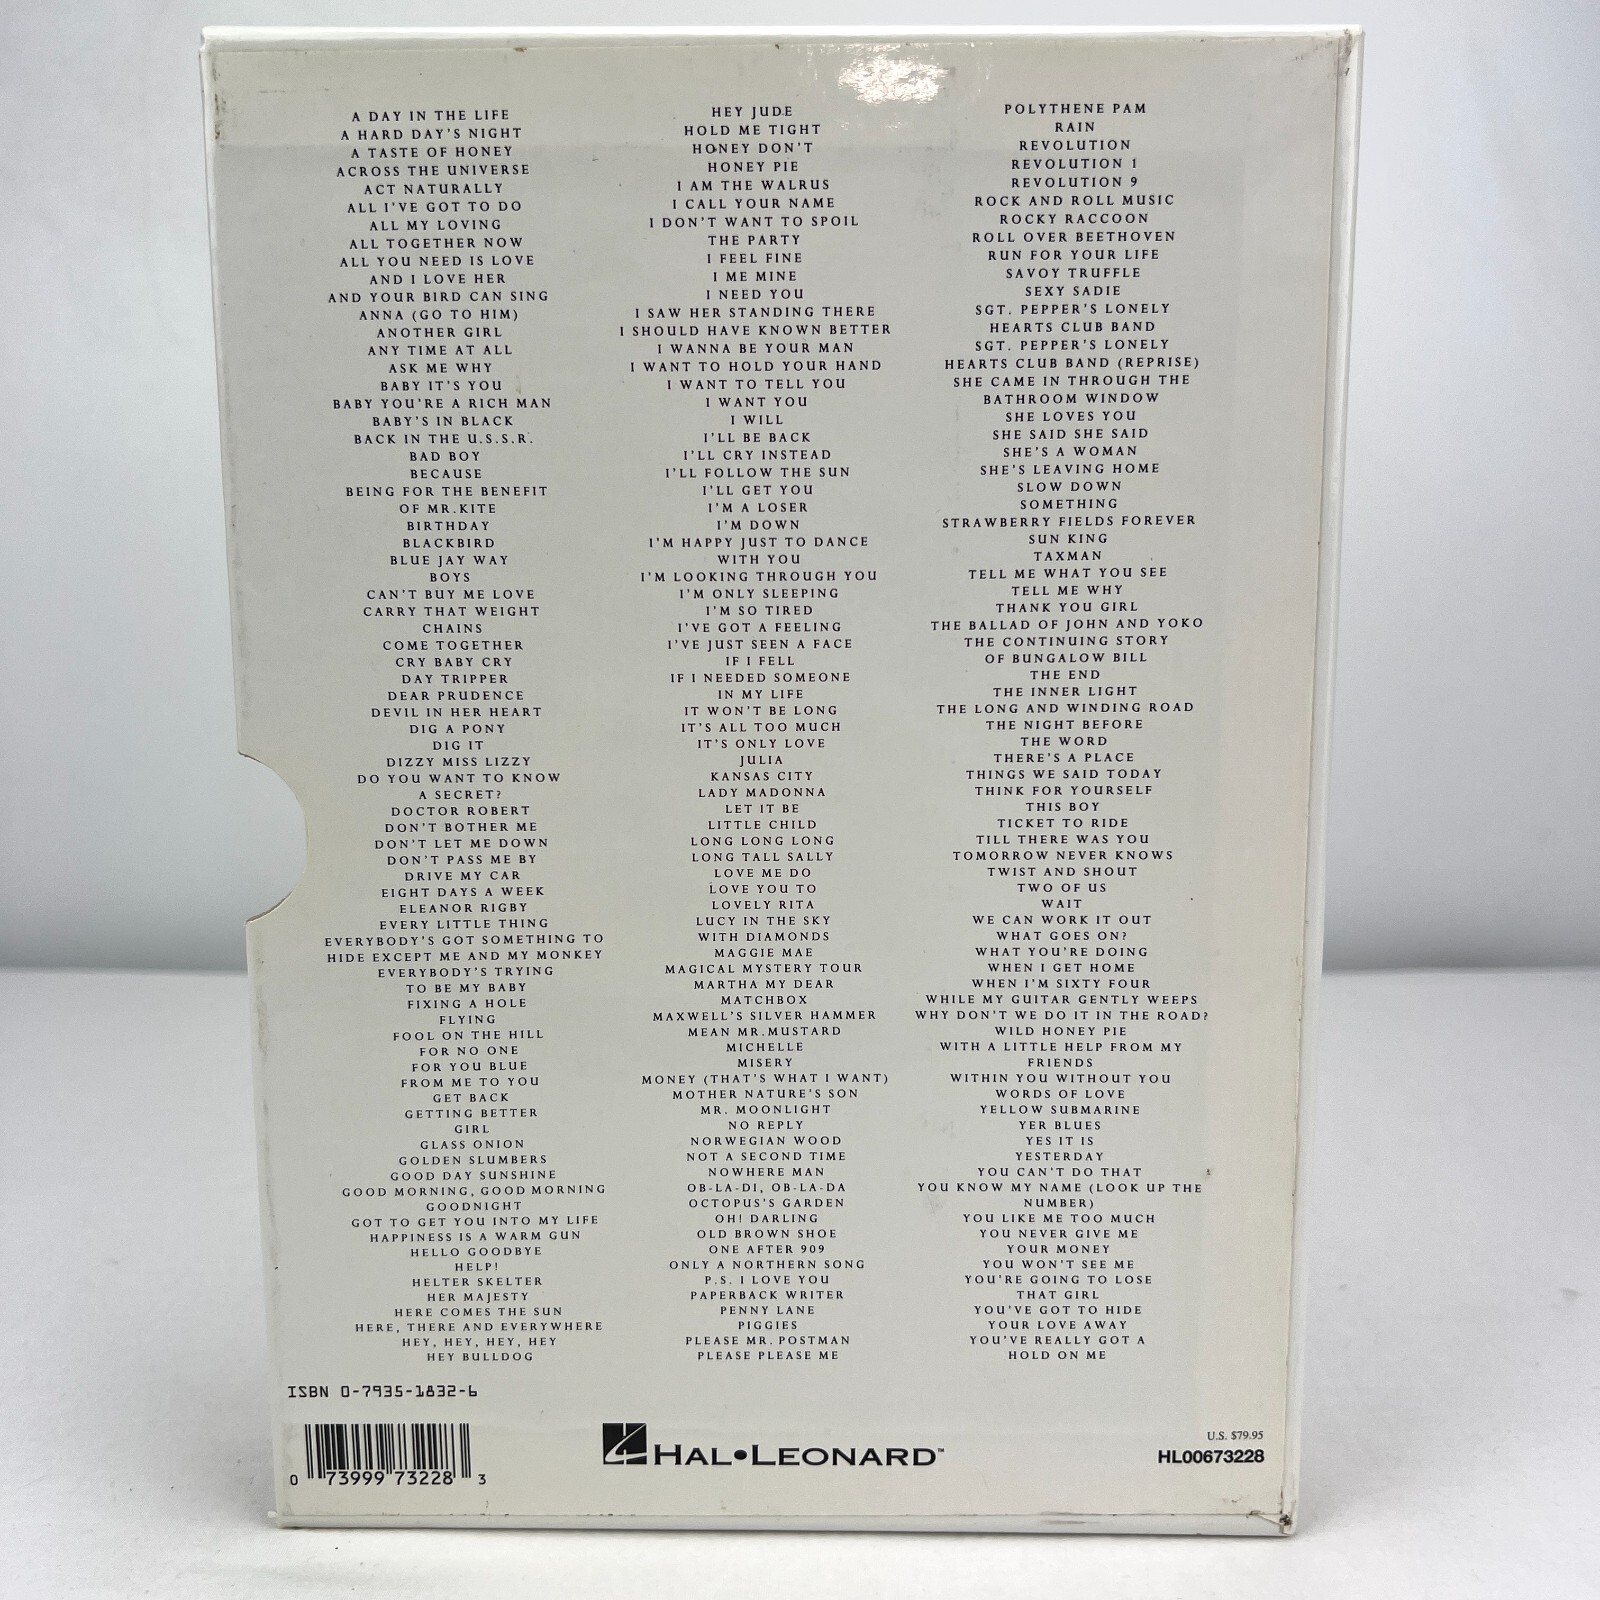 A DAY IN THE LIFE
A HARD DAY'S NIGHT
A TASTE OF HONEY
ACROSS THE UNIVERSE
ACT NATURALLY
ALL I'VE GOT TO DO
ALL MY LOVING
ALL TOGETHER NOW
ALL YOU NEED IS LOVE
AND I LOVE HER
AND YOUR BIRD CAN SING
ANNA (GO TO HIM)
ANOTHER GIRL
ANY TIME AT ALL
ASK ME WHY
BABY IT'S YOU
BABY YOU'RE A RICH MAN
BABY'S IN BLACK
BACK IN THE U.S.S.R.
BAD BOY
BECAUSE
BEING FOR THE BENEFIT
OF MR.KITE
BIRTHDAY
BLACKBIRD
BLUE JAY WAY
BOYS
CAN'T BUY ME LOVE
CARRY THAT WEIGHT
CHAINS
COME TOGETHER
CRY BABY CRY
DAY TRIPPER
DEAR PRUDENCE
DEVIL IN HER HEART
DIG A PONY
DIG IT
DIZZY MISS LIZZY
DO YOU WANT TO KNOW
A SECRET?
DOCTOR ROBERT
DON'T BOTHER ME
DON'T LET ME DOWN
DON'T PASS ME BY
DRIVE MY CAR
EIGHT DAYS A WEEK
ELEANOR RIGBY
EVERY LITTLE THING
EVERYBODY'S GOT SOMETHING TO
HIDE EXCEPT ME AND MY MONKEY
EVERYBODY'S TRYING
TO BE MY BABY
FIXING A HOLE
FLYING
FOOL ON THE HILL
FOR NO ONE
FOR YOU BLUE
FROM ME TO YOU
GET BACK
GETTING BETTER
GIRL
GLASS ONION
GOLDEN SLUMBERS
GOOD DAY SUNSHINE
GOOD MORNING, GOOD MORNING
GOODNIGHT
GOT TO GET YOU INTO MY LIFE
HAPPINESS IS A WARM GUN
HELLO GOODBYE
HELP!
HELTER SKELTER
HER MAJESTY
HERE COMES THE SUN
HERE, THERE AND EVERYWHERE
HEY, HEY, HEY, HEY
HEY BULLDOG
HEY JUDE
HOLD ME TIGHT
HONEY DON'T
HONEY PIE
I AM THE WALRUS
I CALL YOUR NAME
I DON'T WANT TO SPOIL
THE PARTY
I FEEL FINE
I ME MINE
I NEED YOU
I SAW HER STANDING THERE
I SHOULD HAVE KNOWN BETTER
I WANNA BE YOUR MAN
I WANT TO HOLD YOUR HAND
I WANT TO TELL YOU
I WANT YOU
I WILL
I'LL BE BACK
I'LL CRY INSTEAD
I'LL FOLLOW THE SUN
I'LL GET YOU
I'M A LOSER
I'M DOWN
I'M HAPPY JUST TO DANCE
WITH YOU
I'M LOOKING THROUGH YOU
I'M ONLY SLEEPING
I'M SO TIRED
I'VE GOT A FEELING
I'VE JUST SEEN A FACE
IF I FELL
IF I NEEDED SOMEONE
IN MY LIFE
IT WON'T BE LONG
IT'S ALL TOO MUCH
IT'S ONLY LOVE
JULIA
KANSAS CITY
LADY MADONNA
LET IT BE
LITTLE CHILD
LONG LONG LONG
LONG TALL SALLY
LOVE ME DO
LOVE YOU TO
LOVELY RITA
LUCY IN THE SKY
WITH DIAMONDS
MAGGIE MAE
MAGICAL MYSTERY TOUR
MARTHA MY DEAR
MATCHBOX
MAXWELL'S SILVER HAMMER
MEAN MR.MUSTARD
MICHELLE
MISERY
MONEY (THAT'S WHAT I WANT)
MOTHER NATURE'S SON
MR. MOONLIGHT
NO REPLY
NORWEGIAN WOOD
NOT A SECOND TIME
NOWHERE MAN
OB-LA-DI, OB-LA-DA
OCTOPUS'S GARDEN
OH! DARLING
OLD BROWN SHOE
ONE AFTER 909
ONLY A NORTHERN SONG
P.S. I LOVE YOU
PAPERBACK WRITER
PENNY LANE
PIGGIES
PLEASE MR. POSTMAN
PLEASE PLEASE ME
POLYTHENE PAM
RAIN
REVOLUTION
REVOLUTION 1
REVOLUTION 9
ROCK AND ROLL MUSIC
ROCKY RACCOON
ROLL OVER BEETHOVEN
RUN FOR YOUR LIFE
SAVOY TRUFFLE
SEXY SADIE
SGT. PEPPER'S LONELY
HEARTS CLUB BAND
SGT. PEPPER'S LONELY
HEARTS CLUB BAND (REPRISE)
SHE CAME IN THROUGH THE
BATHROOM WINDOW
SHE LOVES YOU
SHE SAID SHE SAID
SHE'S A WOMAN
SHE'S LEAVING HOME
SLOW DOWN
SOMETHING
STRAWBERRY FIELDS FOREVER
SUN KING
TAXMAN
TELL ME WHAT YOU SEE
TELL ME WHY
THANK YOU GIRL
THE BALLAD OF JOHN AND YOKO
THE CONTINUING STORY
OF BUNGALOW BILL
THE END
THE INNER LIGHT
THE LONG AND WINDING ROAD
THE NIGHT BEFORE
THE WORD
THERE'S A PLACE
THINGS WE SAID TODAY
THINK FOR YOURSELF
THIS BOY
TICKET TO RIDE
TILL THERE WAS YOU
TOMORROW NEVER KNOWS
TWIST AND SHOUT
TWO OF US
WAIT
WE CAN WORK IT OUT
WHAT GOES ON?
WHAT YOU'RE DOING
WHEN I GET HOME
WHEN I'M SIXTY FOUR
WHILE MY GUITAR GENTLY WEEPS
WHY DON'T WE DO IT IN THE ROAD?
WILD HONEY PIE
WITH A LITTLE HELP FROM MY
FRIENDS
WITHIN YOU WITHOUT YOU
WORDS OF LOVE
YELLOW SUBMARINE
YER BLUES
YES IT IS
YESTERDAY
YOU CAN'T DO THAT
YOU KNOW MY NAME (LOOK UP THE
NUMBER)
YOU LIKE ME TOO MUCH
YOU NEVER GIVE ME
YOUR MONEY
YOU WON'T SEE ME
YOU'RE GOING TO LOSE
THAT GIRL
YOU'VE GOT TO HIDE
YOUR LOVE AWAY
YOU'VE REALLY GOT A
HOLD ON ME
ISBN 0-7935-1832-6
0 73999 73228 3
HAL•LEONARD™
U.S. $79.95
HL00673228